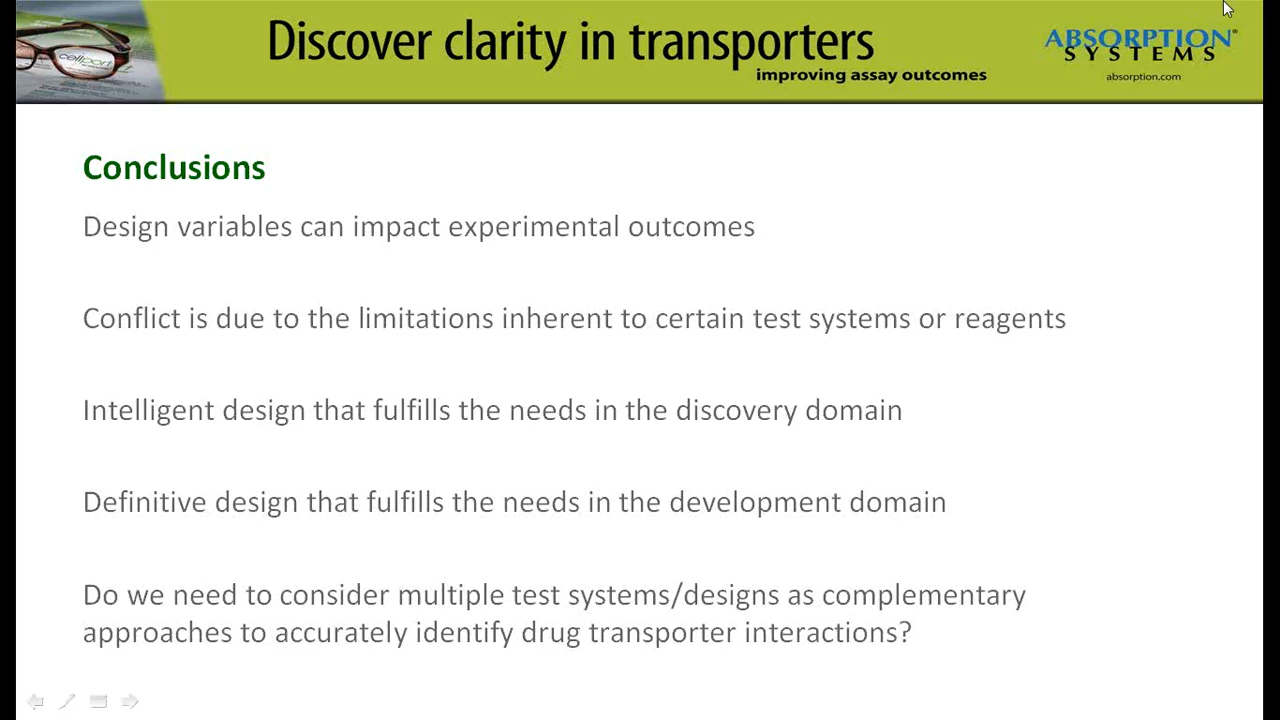 Discover clarity in transporters
improving assay outcomes
ABSORPTION®
SYSTEMS
absorption.com
cellport
Conclusions
Design variables can impact experimental outcomes
Conflict is due to the limitations inherent to certain test systems or reagents
Intelligent design that fulfills the needs in the discovery domain
Definitive design that fulfills the needs in the development domain
Do we need to consider multiple test systems/designs as complementary
approaches to accurately identify drug transporter interactions?